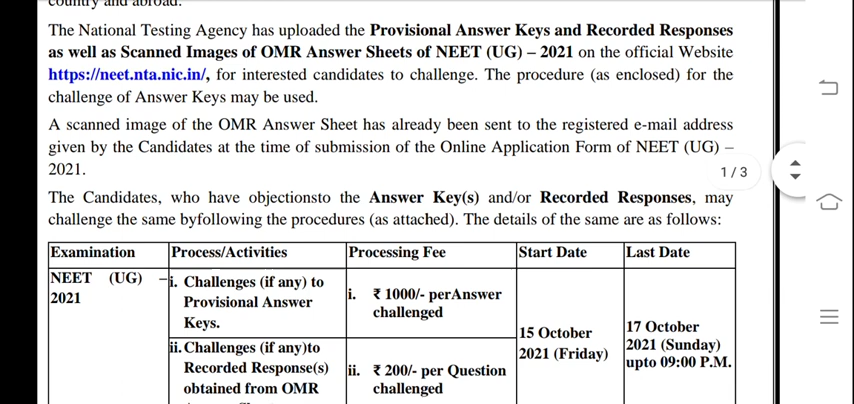 country and abroad.
The National Testing Agency has uploaded the Provisional Answer Keys and Recorded Responses
as well as Scanned Images of OMR Answer Sheets of NEET (UG) – 2021 on the official Website
https://neet.nta.nic.in/, for interested candidates to challenge. The procedure (as enclosed) for the
challenge of Answer Keys may be used.
A scanned image of the OMR Answer Sheet has already been sent to the registered e-mail address
given by the Candidates at the time of submission of the Online Application Form of NEET (UG) –
2021.
1 / 3
The Candidates, who have objectionsto the Answer Key(s) and/or Recorded Responses, may
challenge the same byfollowing the procedures (as attached). The details of the same are as follows:
Examination Process/Activities Processing Fee Start Date Last Date
NEET (UG) –
2021
i. Challenges (if any) to
Provisional Answer
Keys.
i. ₹ 1000/- perAnswer
challenged
ii. Challenges (if any)to
Recorded Response(s)
obtained from OMR
ii. ₹ 200/- per Question
challenged
15 October
2021 (Friday)
17 October
2021 (Sunday)
upto 09:00 P.M.